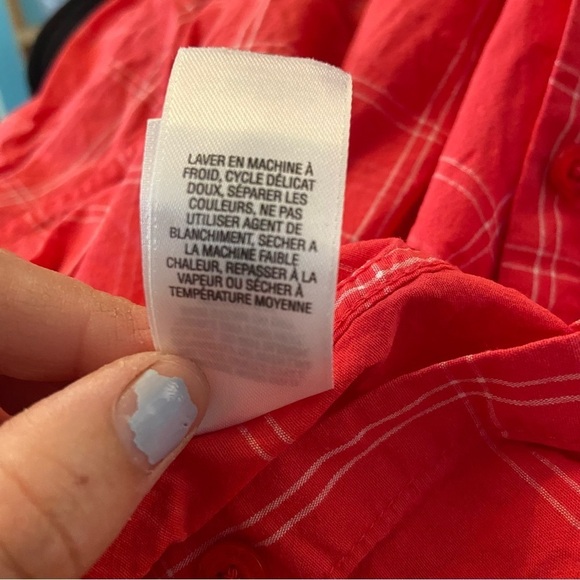 LAVER EN MACHINE À
FROID, CYCLE DÉLICAT
DOUX, SÉPARER LES
COULEURS, NE PAS
UTILISER AGENT DE
BLANCHIMENT, SECHER A
LA MACHINE FAIBLE
CHALEUR, REPASSER À LA
VAPEUR OU SÉCHER À
TEMPÉRATURE MOYENNE